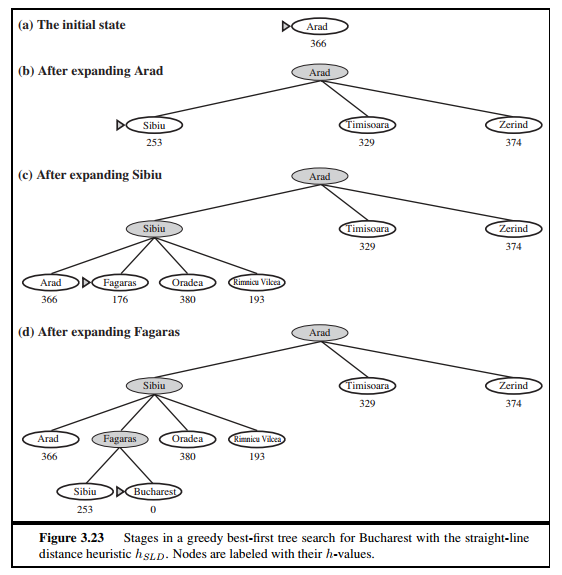 (a) The initial state
Arad
366
(b) After expanding Arad
Arad
Sibiu Timisoara Zerind
253 329 374
(c) After expanding Sibiu
Arad
Sibiu Timisoara Zerind
329 374
Arad Fagaras Oradea Rimnicu Vilcea
366 176 380 193
(d) After expanding Fagaras
Arad
Sibiu Timisoara Zerind
329 374
Arad Fagaras Oradea Rimnicu Vilcea
366 380 193
Sibiu Bucharest
253 0
Figure 3.23 Stages in a greedy best-first tree search for Bucharest with the straight-line
distance heuristic hSLD. Nodes are labeled with their h-values.